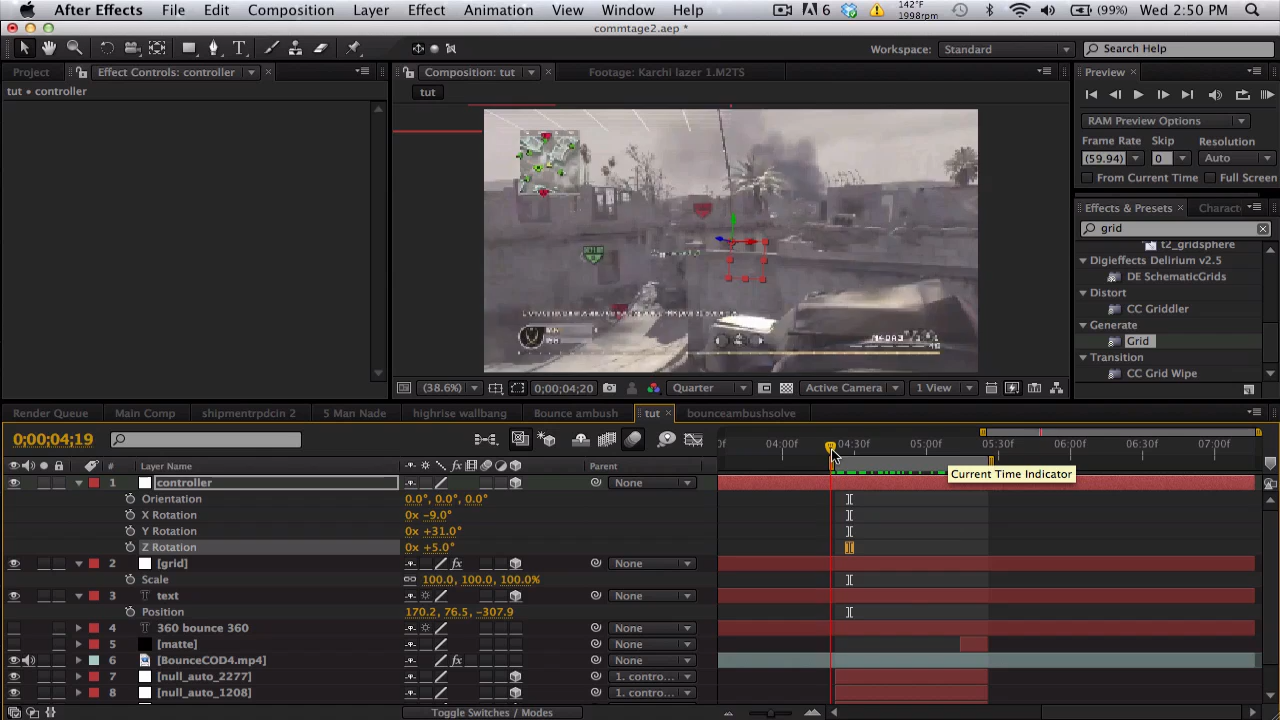 After Effects File Edit Composition Layer Effect Animation View Window Help 142°F 1998rpm A 6 (99%) Wed 2:50 PM
commtage2.aep *
Workspace: Standard Search Help
Project Effect Controls: controller Composition: tut Footage: Karchi lazer 1.M2TS Preview
tut • controller tut
RAM Preview Options
Frame Rate Skip Resolution
(59.94) 0 Auto
From Current Time Full Screen
Effects & Presets Charact
grid
t2_gridsphere
Digieffects Delirium v2.5
DE SchematicGrids
Distort
CC Griddler
Generate
Grid
Transition
CC Grid Wipe
(38.6%) 0;00;04;20 Quarter Active Camera 1 View
Render Queue Main Comp shipmentrpdcin 2 5 Man Nade highrise wallbang Bounce ambush tut bounceambushsolve
0;00;04;19 0f 04:00f 04:30f 05:00f 05:30f 06:00f 06:30f 07:00f
# Layer Name Parent
Current Time Indicator
1 controller None
Orientation 0.0°, 0.0°, 0.0°
X Rotation 0x -9.0°
Y Rotation 0x +31.0°
Z Rotation 0x +5.0°
2 [grid] fx None
Scale 100.0, 100.0, 100.0%
3 T text None
Position 170.2, 76.5, -307.9
4 T 360 bounce 360 None
5 [matte] None
6 [BounceCOD4.mp4] fx None
7 [null_auto_2277] 1. contro...
8 [null_auto_1208] 1. contro...
Toggle Switches / Modes